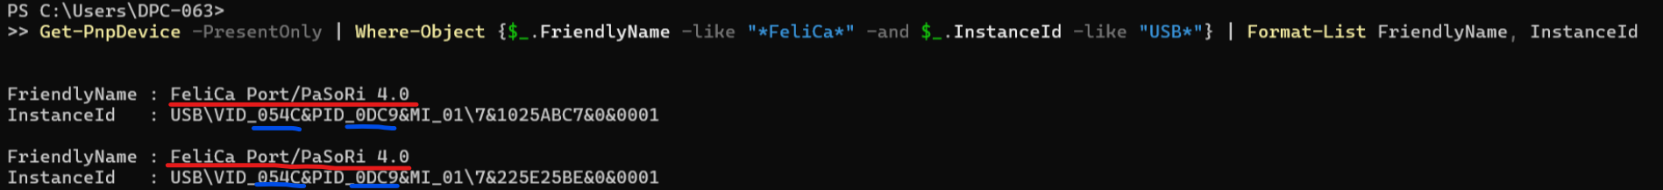 PS C:\Users\DPC-063>
>> Get-PnpDevice -PresentOnly | Where-Object {$_.FriendlyName -like "*FeliCa*" -and $_.InstanceId -like "USB*"} | Format-List FriendlyName, InstanceId
FriendlyName : FeliCa Port/PaSoRi 4.0
InstanceId   : USB\VID_054C&PID_0DC9&MI_01\7&1025ABC7&0&0001
FriendlyName : FeliCa Port/PaSoRi 4.0
InstanceId   : USB\VID_054C&PID_0DC9&MI_01\7&225E25BE&0&0001